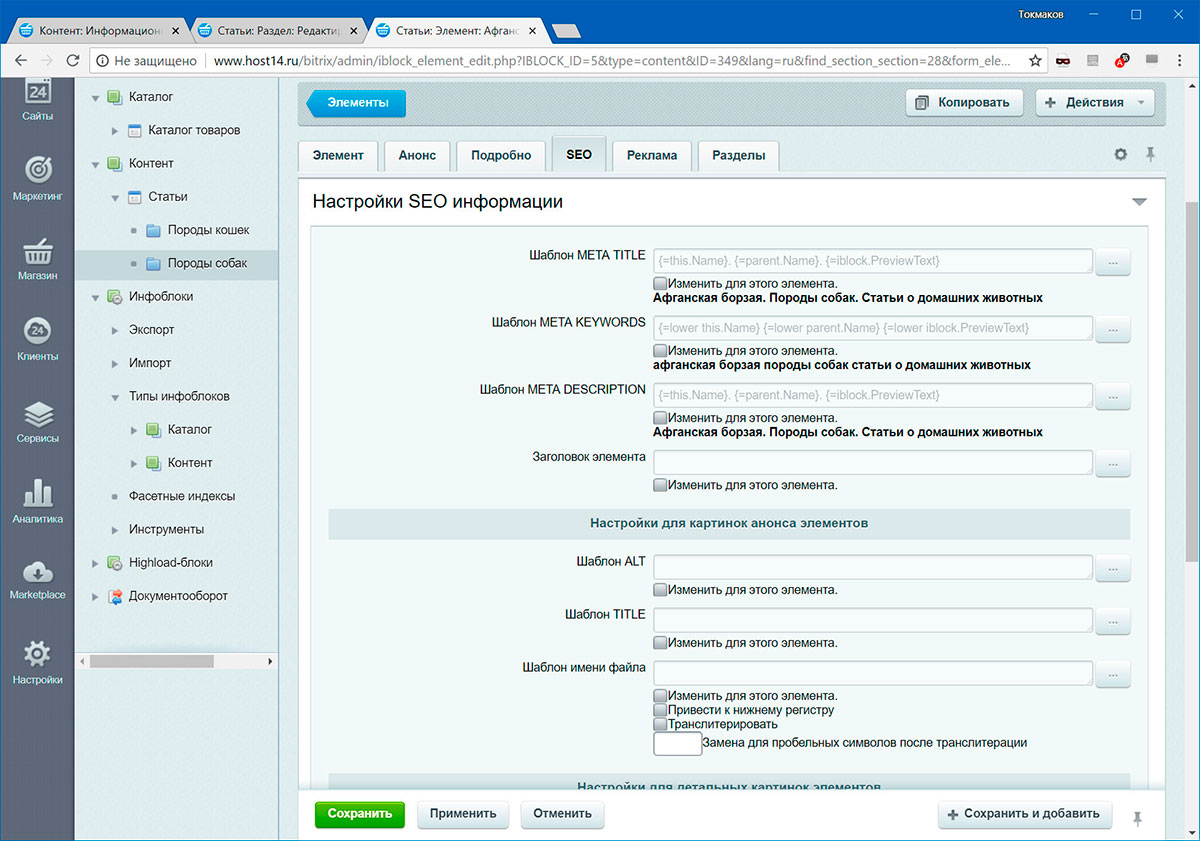 Токмаков
Контент: Информацион
Статьи: Раздел: Редактир
Статьи: Элемент: Афганс
Не защищено
www.host14.ru/bitrix/admin/iblock_element_edit.php?IBLOCK_ID=5&type=content&ID=349&lang=ru&find_section_section=28&form_ele...
24
Сайты
Маркетинг
Магазин
24
Клиенты
Сервисы
Аналитика
Marketplace
Настройки
Каталог
Каталог товаров
Контент
Статьи
Породы кошек
Породы собак
Инфоблоки
Экспорт
Импорт
Типы инфоблоков
Каталог
Контент
Фасетные индексы
Инструменты
Highload-блоки
Документооборот
Элементы
Копировать
Действия
Элемент
Анонс
Подробно
SEO
Реклама
Разделы
Настройки SEO информации
Шаблон META TITLE
{=this.Name}. {=parent.Name}. {=iblock.PreviewText}
...
Изменить для этого элемента.
Афганская борзая. Породы собак. Статьи о домашних животных
Шаблон META KEYWORDS
{=lower this.Name} {=lower parent.Name} {=lower iblock.PreviewText}
...
Изменить для этого элемента.
афганская борзая породы собак статьи о домашних животных
Шаблон META DESCRIPTION
{=this.Name}. {=parent.Name}. {=iblock.PreviewText}
...
Изменить для этого элемента.
Афганская борзая. Породы собак. Статьи о домашних животных
Заголовок элемента
...
Изменить для этого элемента.
Настройки для картинок анонса элементов
Шаблон ALT
...
Изменить для этого элемента.
Шаблон TITLE
...
Изменить для этого элемента.
Шаблон имени файла
...
Изменить для этого элемента.
Привести к нижнему регистру
Транслитерировать
Замена для пробельных символов после транслитерации
Настройки для детальных картинок элементов
Сохранить
Применить
Отменить
Сохранить и добавить